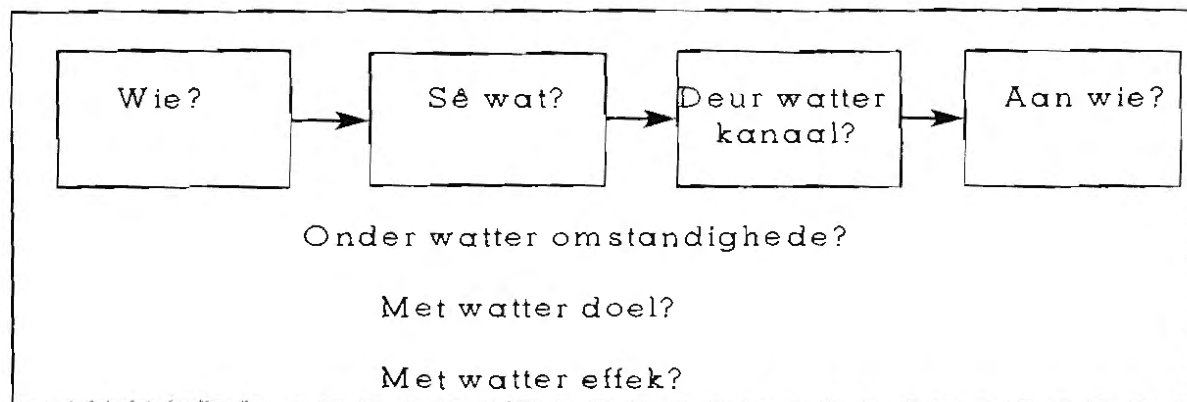 Wie?
Sê wat?
Deur watter
kanaal?
Aan wie?
Onder watter omstandighede?
Met watter doel?
Met watter effek?